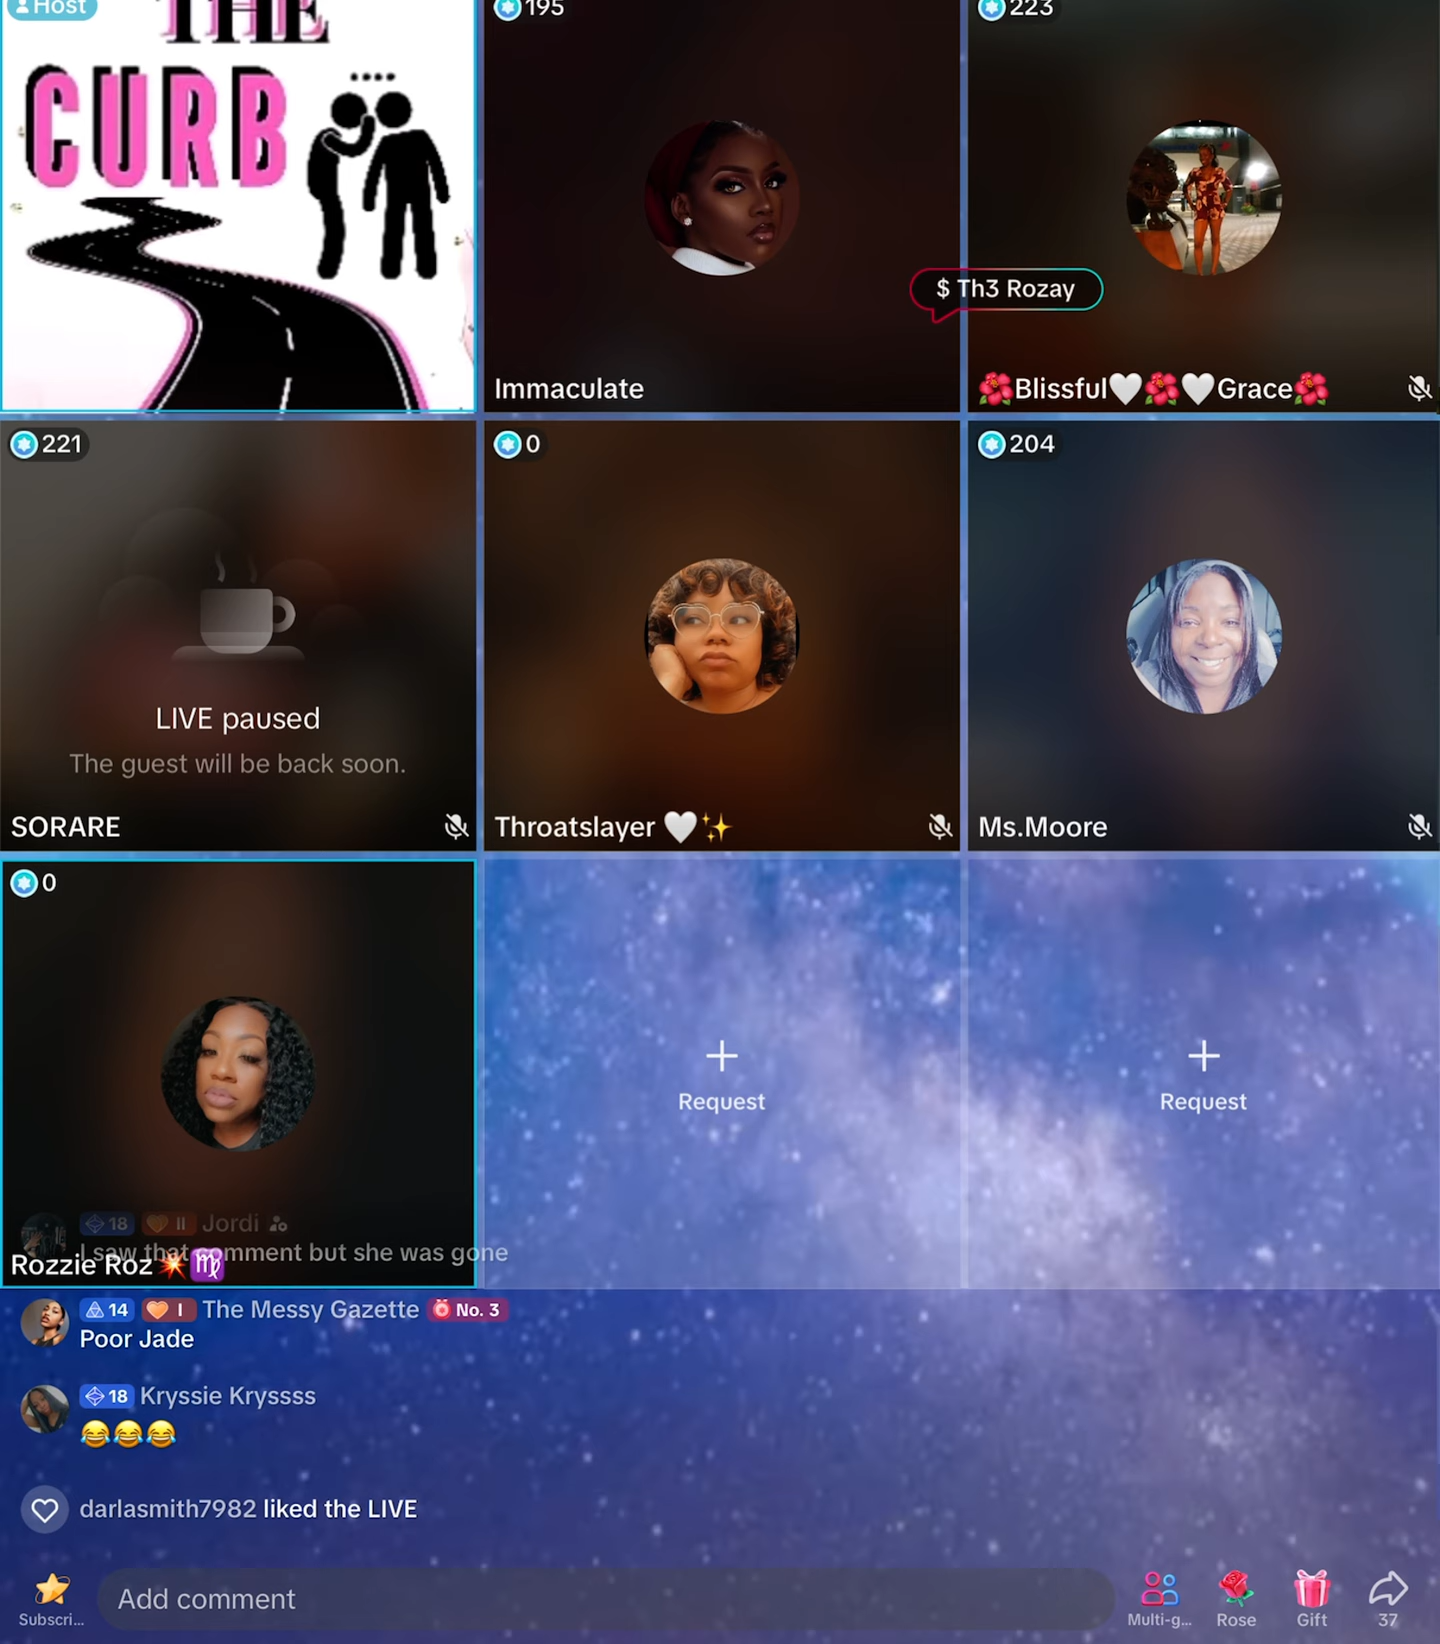 Host
THE
CURB
195
Immaculate
223
$ Th3 Rozay
🌺Blissful🤍🌺🤍Grace🌺
221
LIVE paused
The guest will be back soon.
SORARE
0
Throatslayer 🤍✨
204
Ms.Moore
0
+
Request
+
Request
18 II Jordi
I saw that comment but she was gone
Rozzie Roz 💥♍
14 I The Messy Gazette No. 3
Poor Jade
18 Kryssie Kryssss
😂😂😂
darlasmith7982 liked the LIVE
Subscri...
Add comment
Multi-g...
Rose
Gift
37